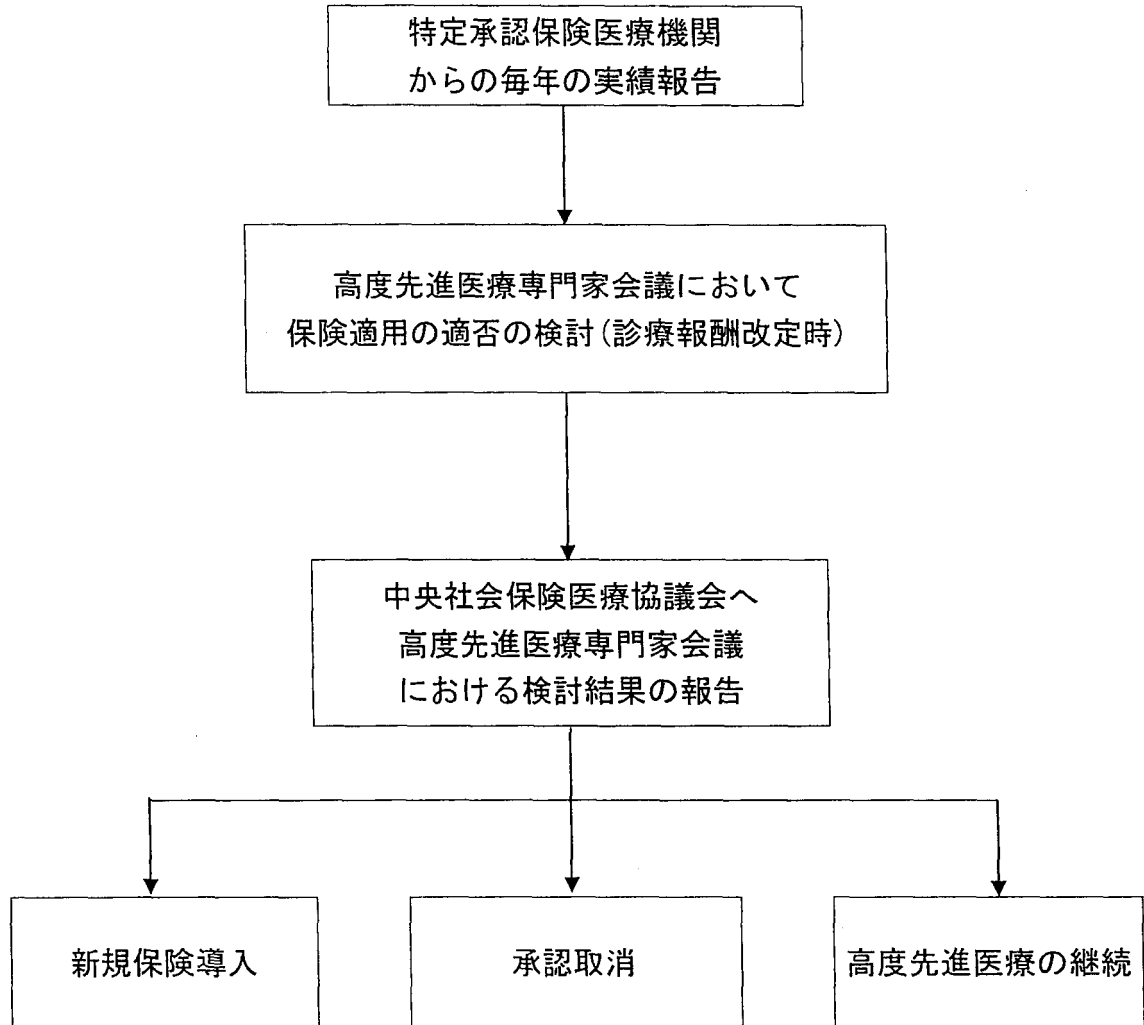 特定承認保険医療機関
からの毎年の実績報告
高度先進医療専門家会議において
保険適用の適否の検討(診療報酬改定時)
中央社会保険医療協議会へ
高度先進医療専門家会議
における検討結果の報告
新規保険導入
承認取消
高度先進医療の継続